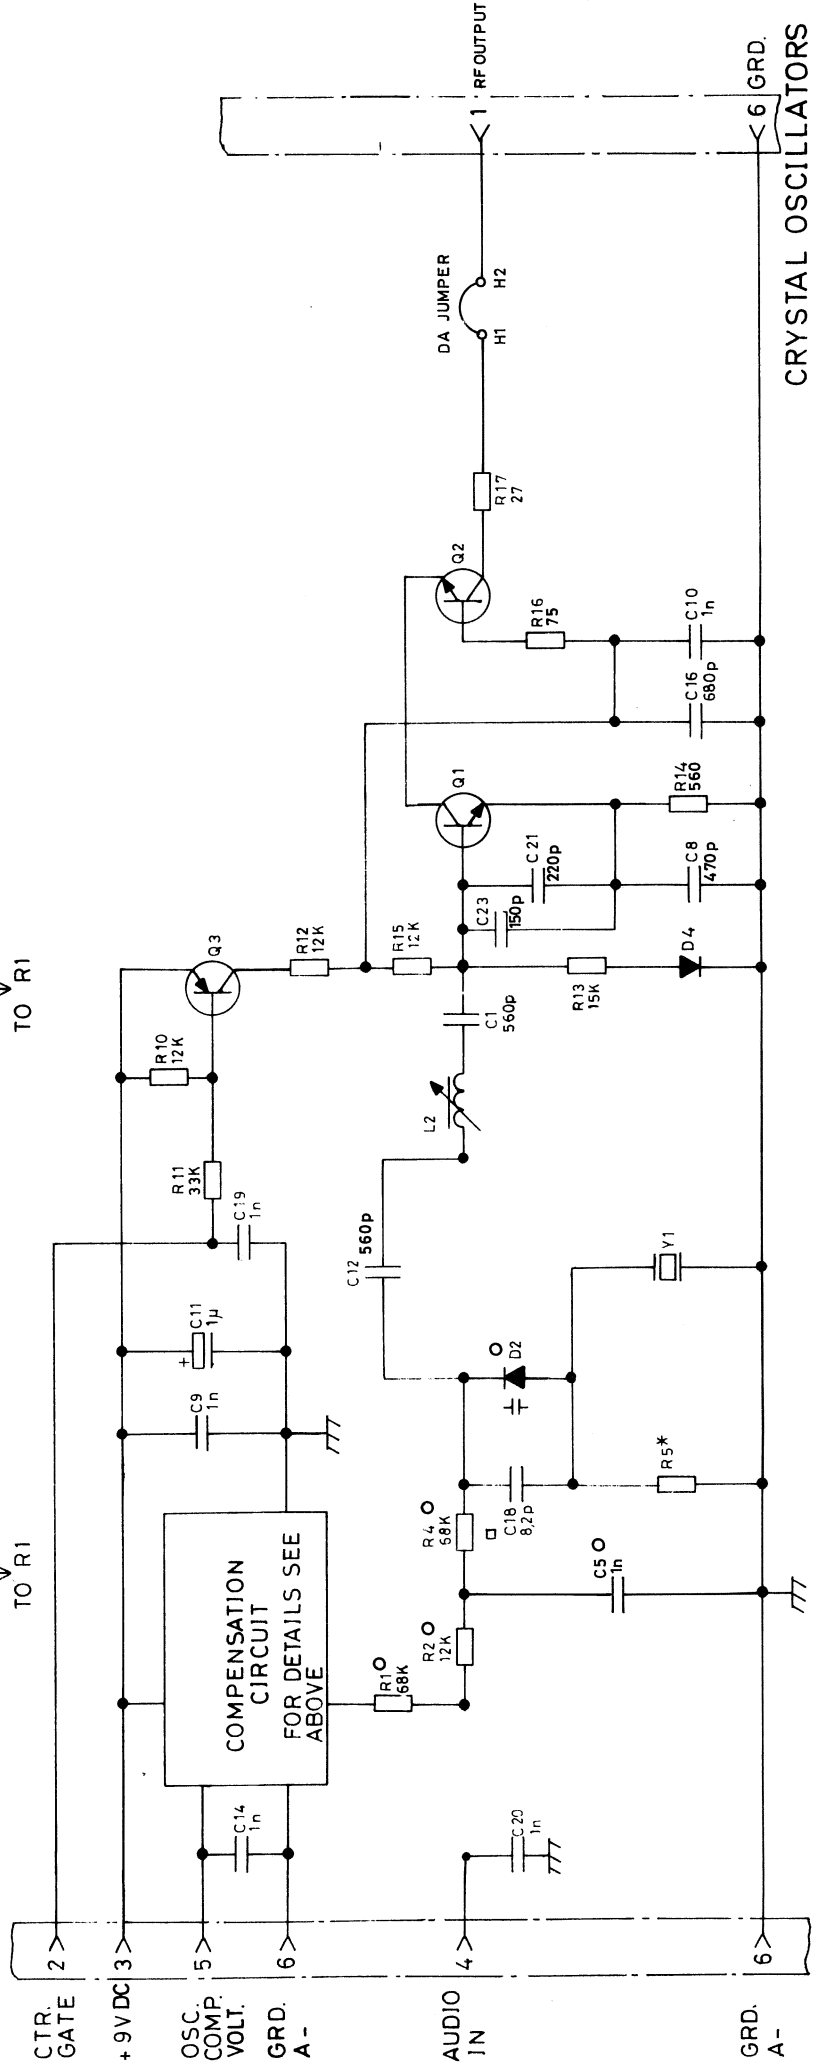 TO R1
TO R1
CTR.
GATE
2
+9V DC 3
OSC.
COMP.
VOLT.
5
GRD.
A-
6
AUDIO
IN
4
GRD.
A-
6
C14
1n
COMPENSATION
CIRCUIT
FOR DETAILS SEE
ABOVE
C9
1n
+
C11
1µ
C19
1n
R11
33K
R10
12K
Q3
R12
12K
R15
12K
R1
68K
R2
12K
R4
68K
C18
8,2p
D2
C12
560p
L2
C1
560p
C23
150p
C21
220p
Q1
Q2
R17
27
DA JUMPER
H1
H2
1 RF OUTPUT
C20
1n
C5
1n
R5*
Y1
R13
15K
D4
C8
470p
R14
560
R16
75
C16
680p
C10
1n
6 GRD.
CRYSTAL OSCILLATORS